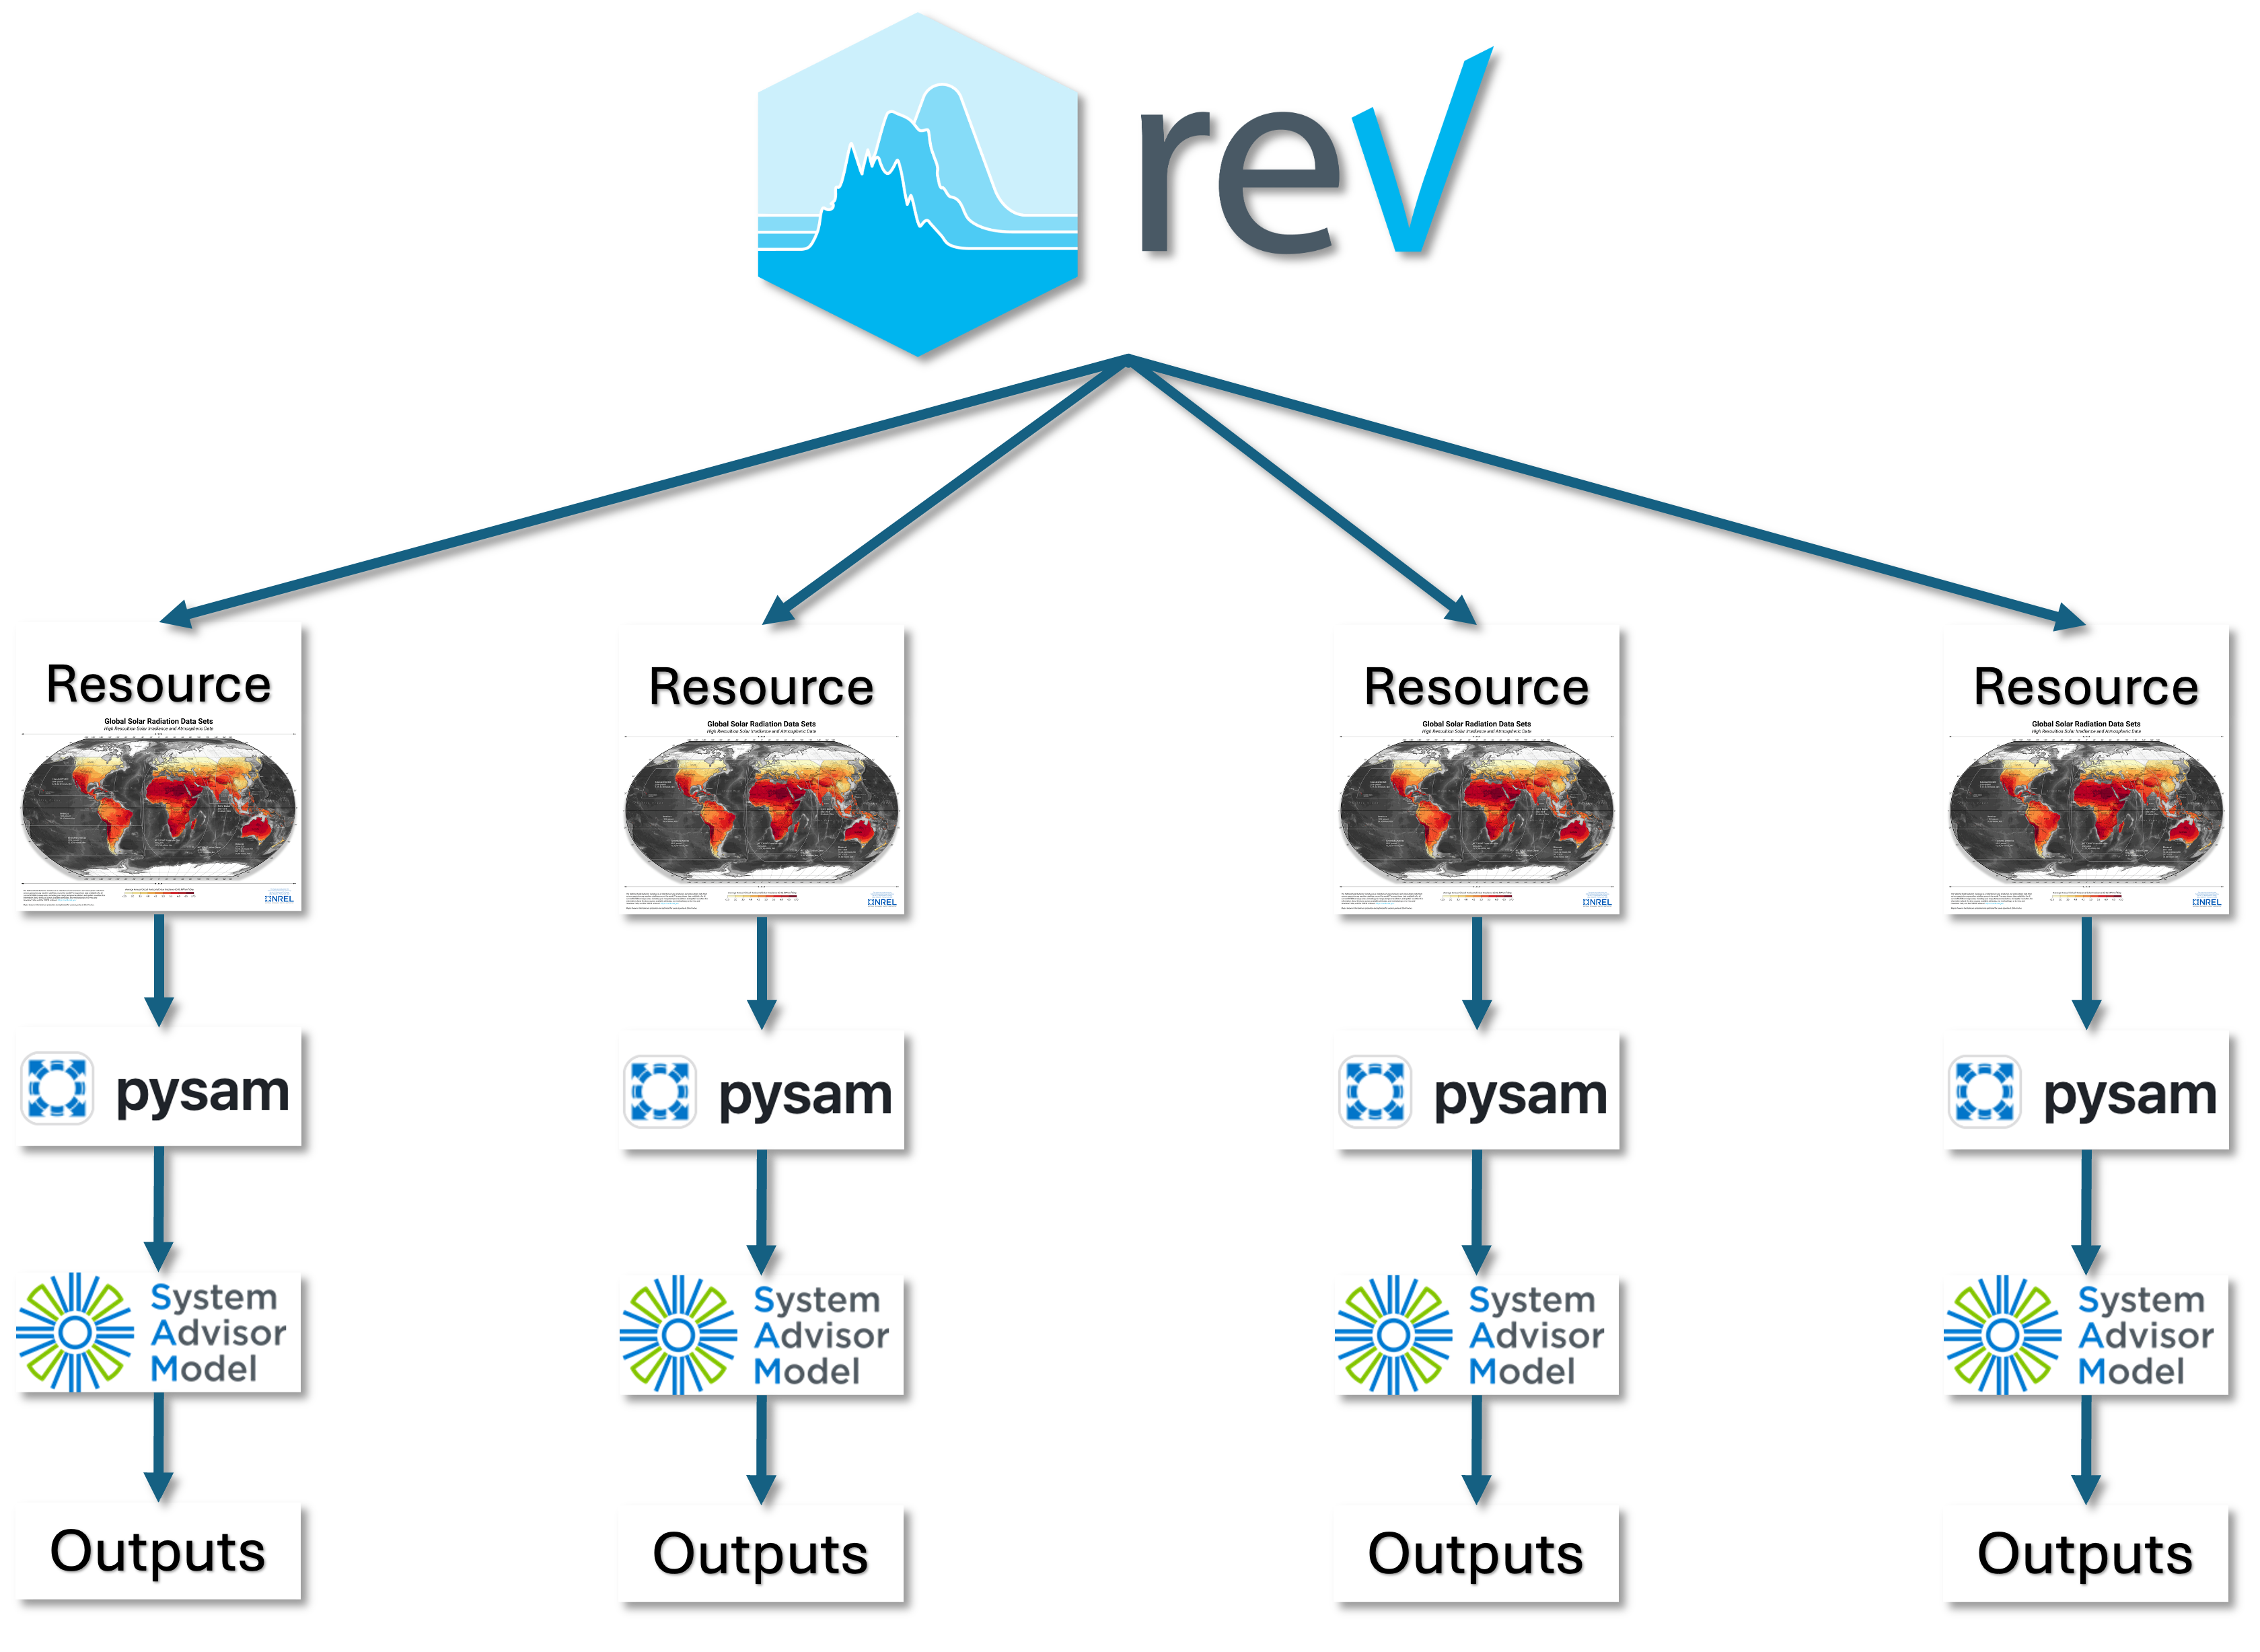 reV
Resource
Global Solar Radiation Data Sets
High Resolution Solar Irradiance and Atmospheric Data
NREL
Resource
Global Solar Radiation Data Sets
High Resolution Solar Irradiance and Atmospheric Data
NREL
Resource
Global Solar Radiation Data Sets
High Resolution Solar Irradiance and Atmospheric Data
NREL
Resource
Global Solar Radiation Data Sets
High Resolution Solar Irradiance and Atmospheric Data
NREL
pysam
pysam
pysam
pysam
System
Advisor
Model
System
Advisor
Model
System
Advisor
Model
System
Advisor
Model
Outputs
Outputs
Outputs
Outputs